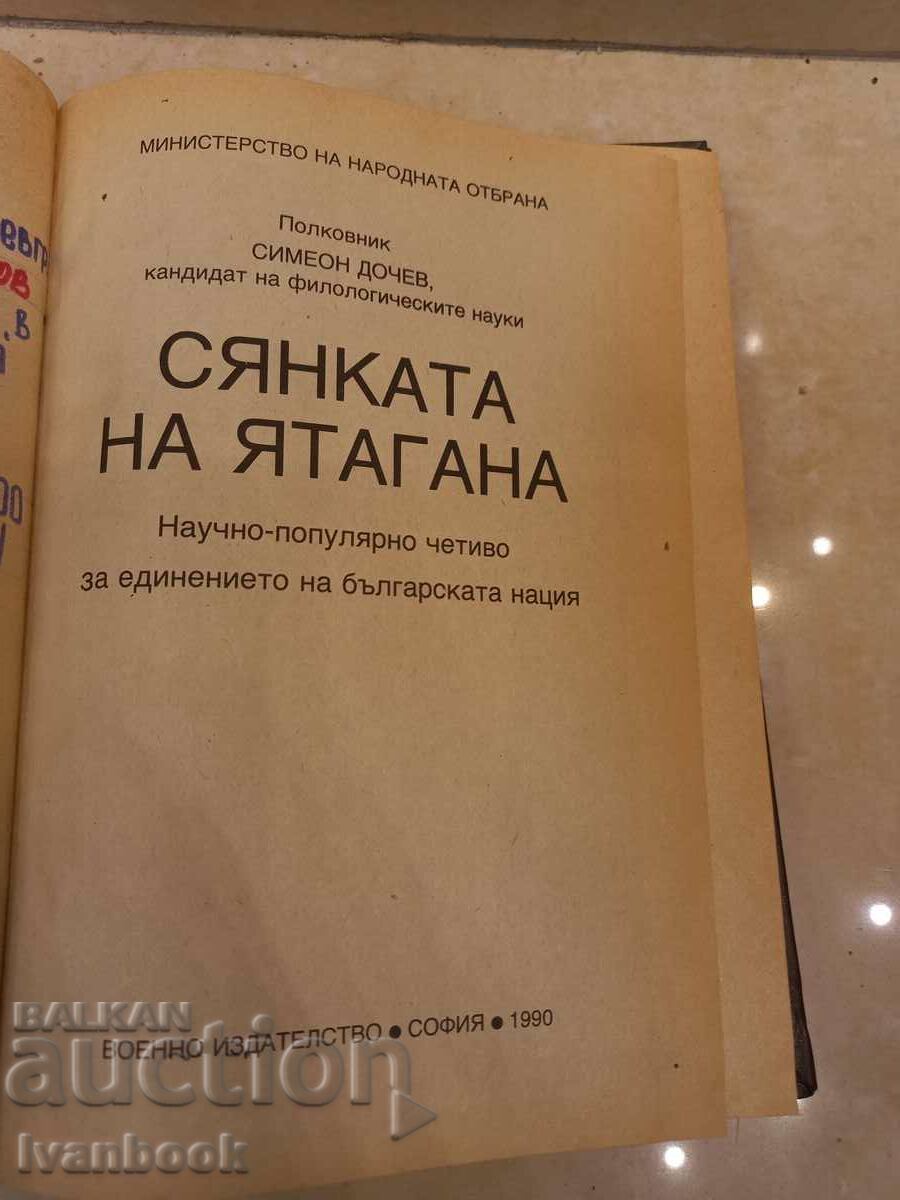 МИНИСТЕРСТВО НА НАРОДНАТА ОТБРАНА
Полковник
СИМЕОН ДОЧЕВ,
кандидат на филологическите науки
СЯНКАТА
НА ЯТАГАНА
Научно-популярно четиво
за единението на българската нация
ВОЕННО ИЗДАТЕЛСТВО • СОФИЯ • 1990
BALKAN
auction
Ivanbook